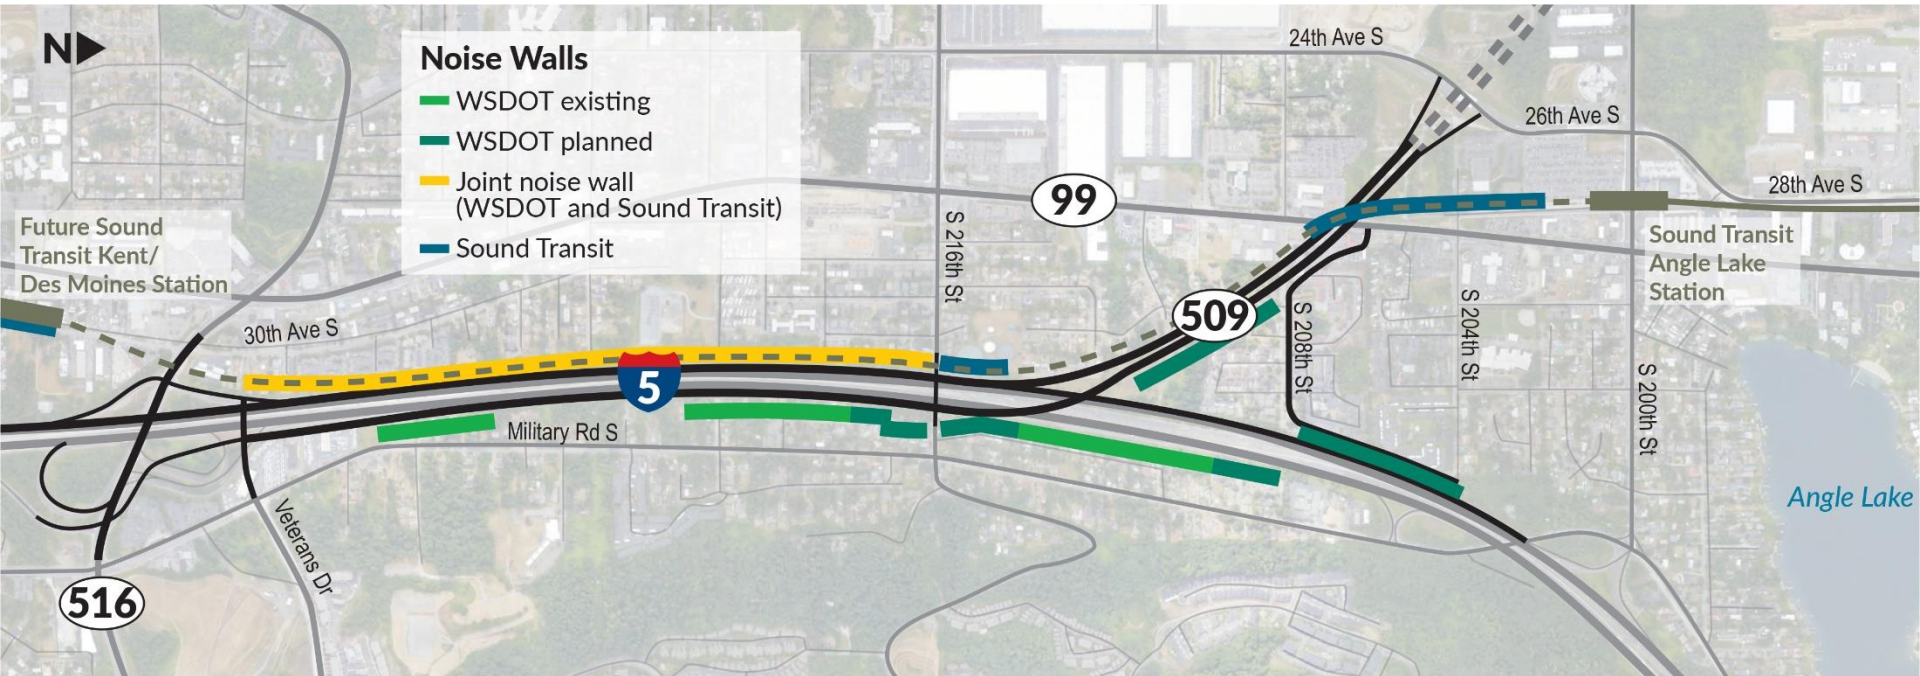 N
Noise Walls
WSDOT existing
WSDOT planned
Joint noise wall
(WSDOT and Sound Transit)
Sound Transit
24th Ave S
26th Ave S
28th Ave S
99
Future Sound
Transit Kent/
Des Moines Station
S 216th St
Sound Transit
Angle Lake
Station
30th Ave S
509
S 208th St
S 204th St
S 200th St
5
Military Rd S
Angle Lake
Veterans Dr
516